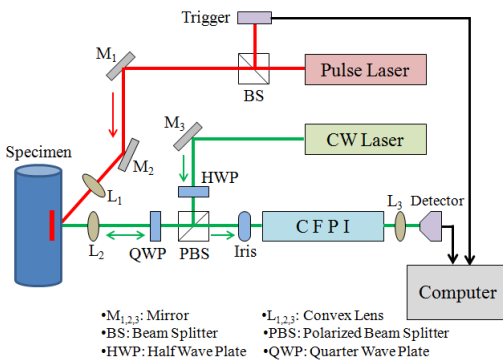 Trigger
M1
Pulse Laser
BS
M3
CW Laser
Specimen
M2
HWP
L1
L3
Detector
C F P I
L2
QWP
PBS
Iris
Computer
•M1,2,3: Mirror
•L1,2,3: Convex Lens
•BS: Beam Splitter
•PBS: Polarized Beam Splitter
•HWP: Half Wave Plate
•QWP: Quarter Wave Plate